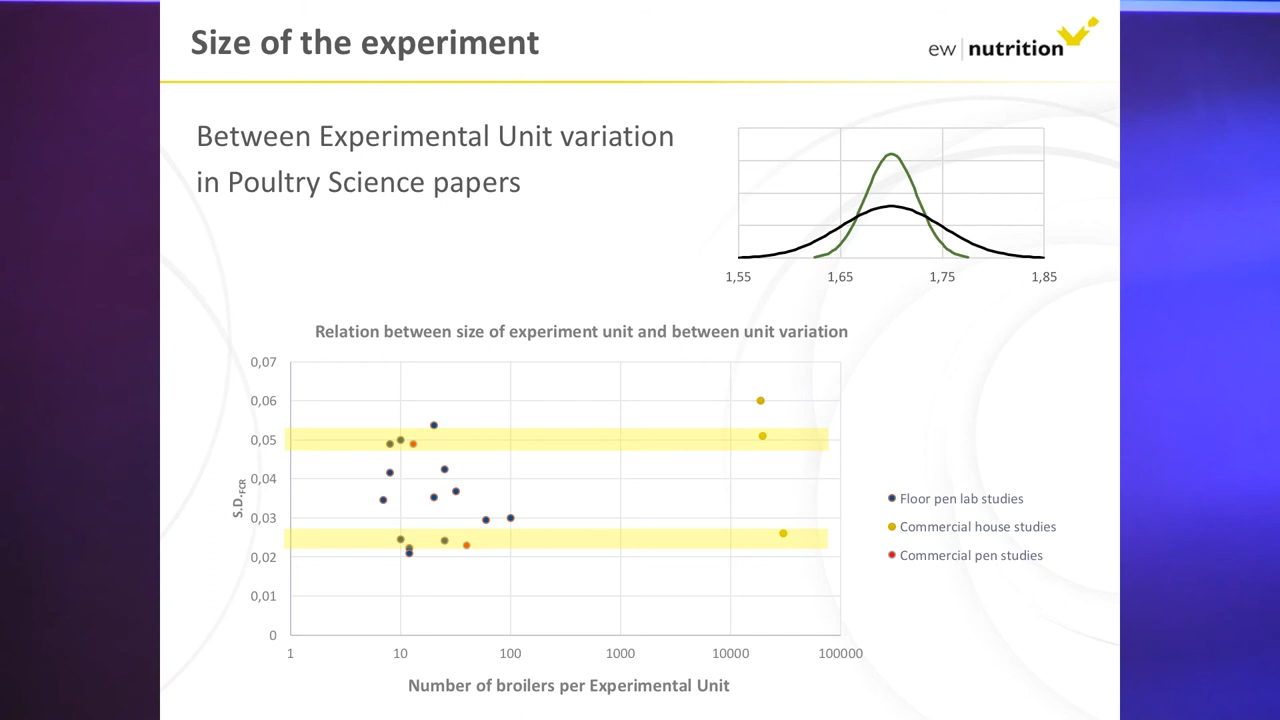 Size of the experiment
ew nutrition
Between Experimental Unit variation
in Poultry Science papers
1,55 1,65 1,75 1,85
Relation between size of experiment unit and between unit variation
0,07
0,06
0,05
0,04
0,03
0,02
0,01
0
S.D.FCR
1 10 100 1000 10000 100000
Number of broilers per Experimental Unit
Floor pen lab studies
Commercial house studies
Commercial pen studies